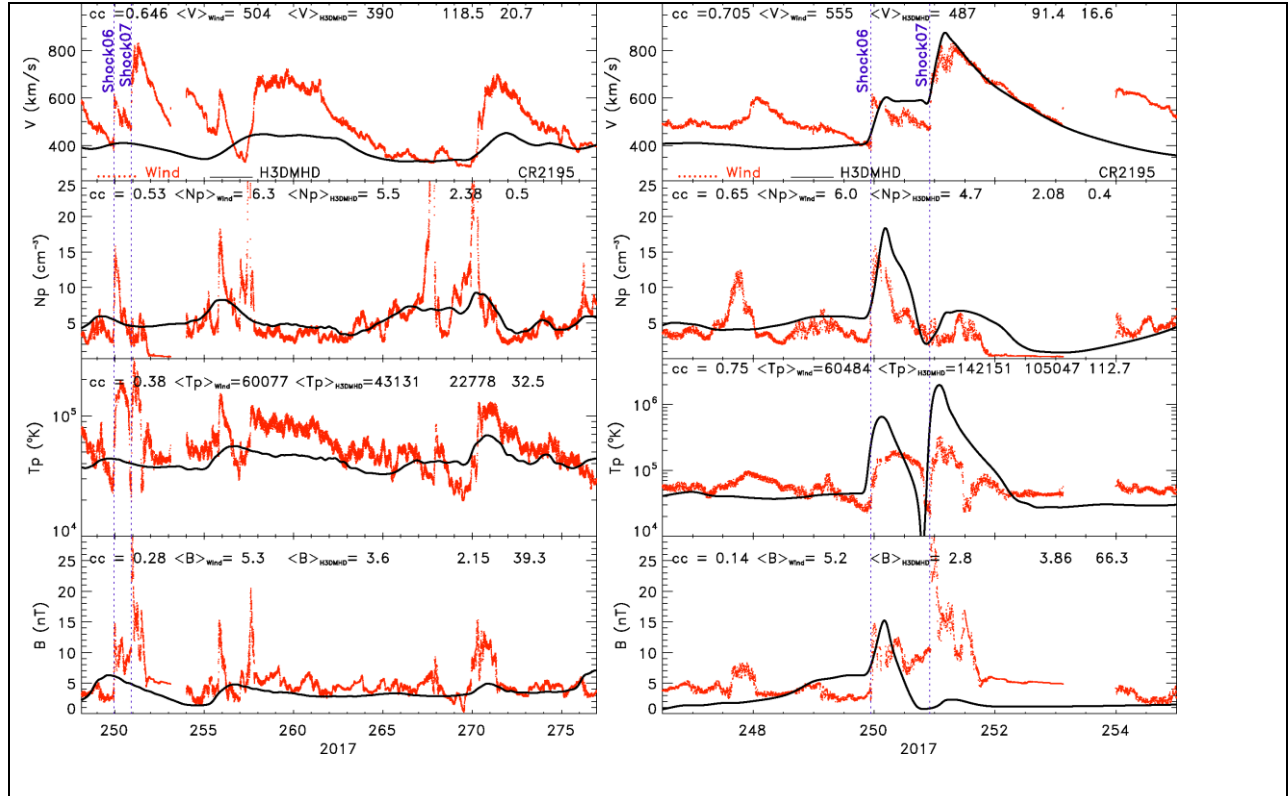 cc =0.646 <V>Wind= 504 <V>H3DMHD= 390 118.5 20.7
Shock06
Shock07
800
600
400
V (km/s)
........ Wind ——— H3DMHD CR2195
cc = 0.53 <Np>Wind= 6.3 <Np>H3DMHD= 5.5 2.38 0.5
25
20
15
10
5
Np (cm⁻³)
cc = 0.38 <Tp>Wind=60077 <Tp>H3DMHD=43131 22778 32.5
10⁵
10⁴
Tp (°K)
cc = 0.28 <B>Wind= 5.3 <B>H3DMHD= 3.6 2.15 39.3
25
20
15
10
5
0
B (nT)
250 255 260 265 270 275
2017
cc =0.705 <V>Wind= 555 <V>H3DMHD= 487 91.4 16.6
Shock06
Shock07
800
600
400
V (km/s)
........ Wind ——— H3DMHD CR2195
cc = 0.65 <Np>Wind= 6.0 <Np>H3DMHD= 4.7 2.08 0.4
25
20
15
10
5
Np (cm⁻³)
cc = 0.75 <Tp>Wind=60484 <Tp>H3DMHD=142151 105047 112.7
10⁶
10⁵
10⁴
Tp (°K)
cc = 0.14 <B>Wind= 5.2 <B>H3DMHD= 2.8 3.86 66.3
25
20
15
10
5
0
B (nT)
248 250 252 254
2017